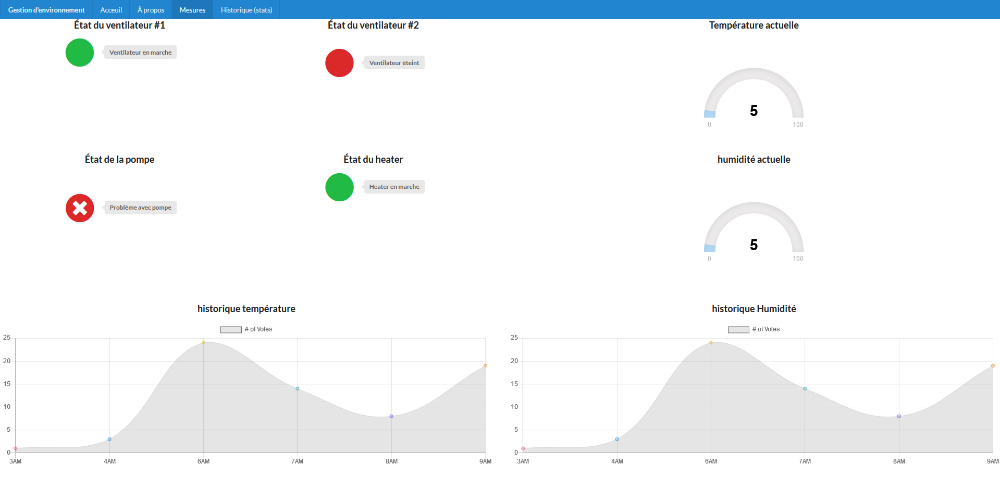 Gestion d'environnement Acceuil À propos Mesures Historique (stats)
État du ventilateur #1
Ventilateur en marche
État du ventilateur #2
Ventilateur éteint
Température actuelle
5
0 100
État de la pompe
Problème avec pompe
État du heater
Heater en marche
humidité actuelle
5
0 100
historique température
# of Votes
25
20
15
10
5
0
3AM 4AM 6AM 7AM 8AM 9AM
historique Humidité
# of Votes
25
20
15
10
5
0
3AM 4AM 6AM 7AM 8AM 9AM